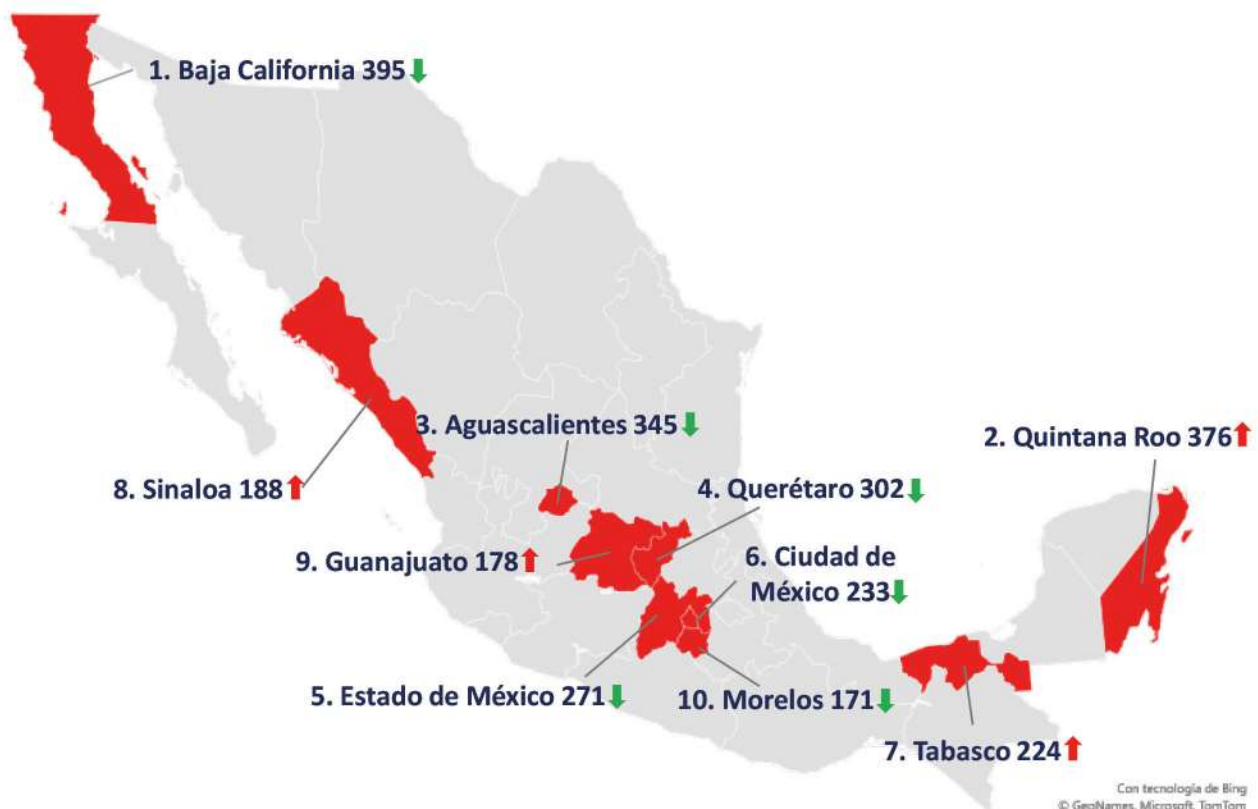 1. Baja California 395
3. Aguascalientes 345
2. Quintana Roo 376
8. Sinaloa 188
4. Querétaro 302
9. Guanajuato 178
6. Ciudad de
México 233
5. Estado de México 271
10. Morelos 171
7. Tabasco 224
Con tecnología de Bing
© GeoNames, Microsoft, TomTom